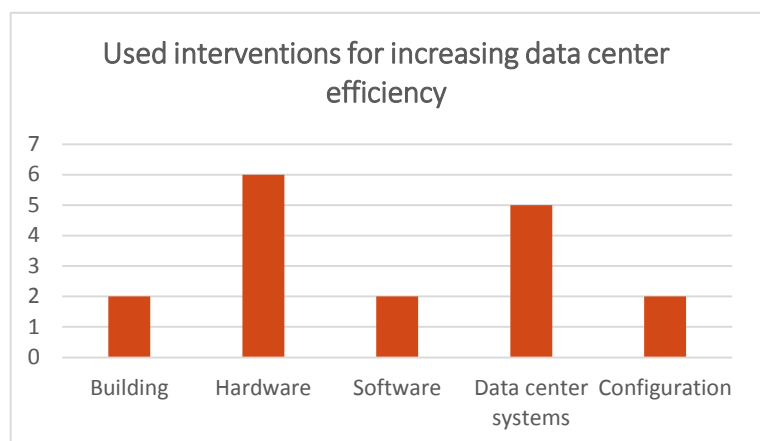 Used interventions for increasing data center
efficiency
7
6
5
4
3
2
1
0
Building Hardware Software Data center Configuration
systems